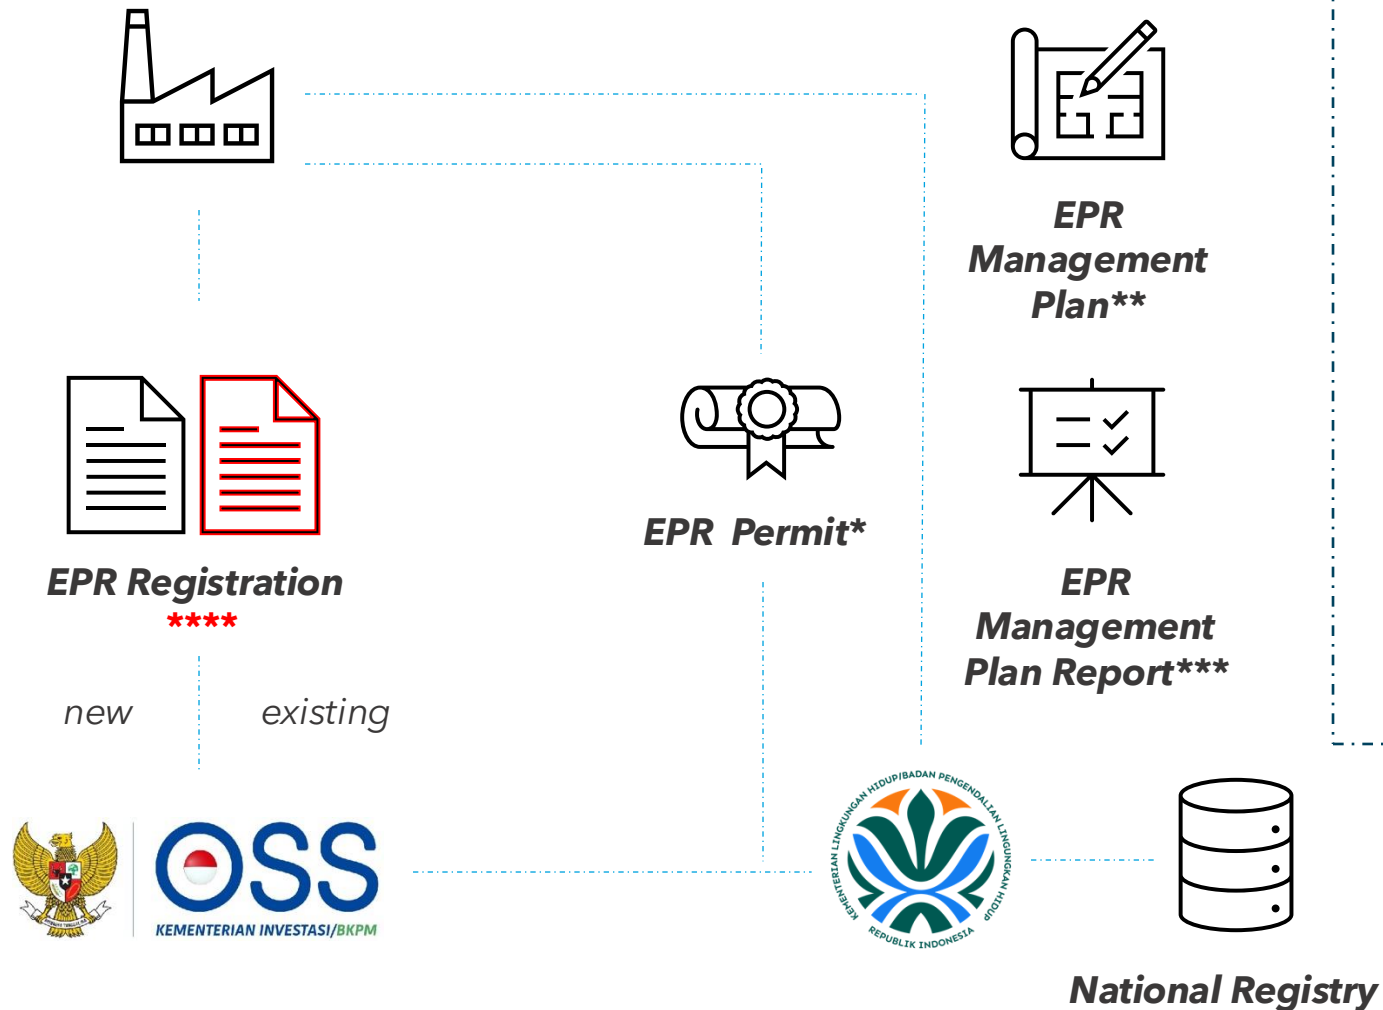 EPR
Management
Plan**
EPR Permit*
EPR Registration
****
EPR
Management
Plan Report***
new
existing
OSS
KEMENTERIAN INVESTASI/BKPM
KEMENTERIAN LINGKUNGAN HIDUP/BADAN PENGENDALIAN LINGUNGKAN HIDUP
REPUBLIK INDONESIA
National Registry